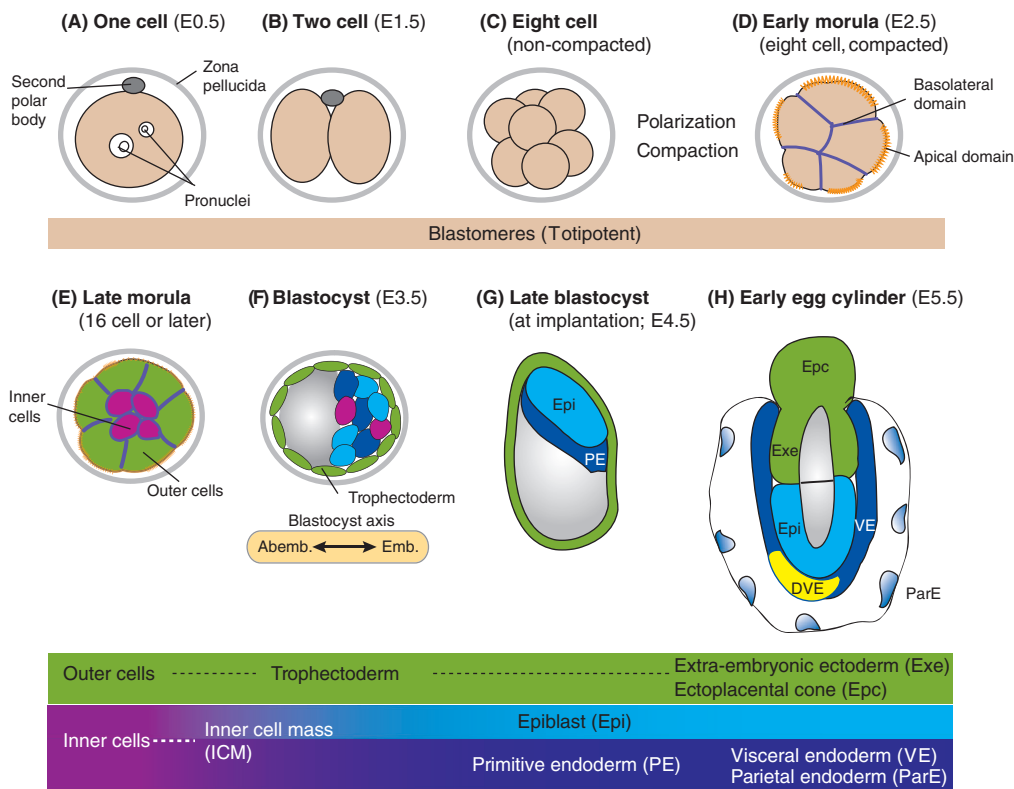 (A) One cell (E0.5)
(B) Two cell (E1.5)
(C) Eight cell
(non-compacted)
(D) Early morula (E2.5)
(eight cell, compacted)
Second
polar
body
Zona
pellucida
Pronuclei
Polarization
Compaction
Basolateral
domain
Apical domain
Blastomeres (Totipotent)
(E) Late morula
(16 cell or later)
(F) Blastocyst (E3.5)
(G) Late blastocyst
(at implantation; E4.5)
(H) Early egg cylinder (E5.5)
Inner
cells
Outer cells
Trophectoderm
Blastocyst axis
Abemb.
Emb.
Epi
PE
Epc
Exe
Epi
VE
DVE
ParE
Outer cells
Trophectoderm
Extra-embryonic ectoderm (Exe)
Ectoplacental cone (Epc)
Inner cells
Inner cell mass
(ICM)
Epiblast (Epi)
Primitive endoderm (PE)
Visceral endoderm (VE)
Parietal endoderm (ParE)